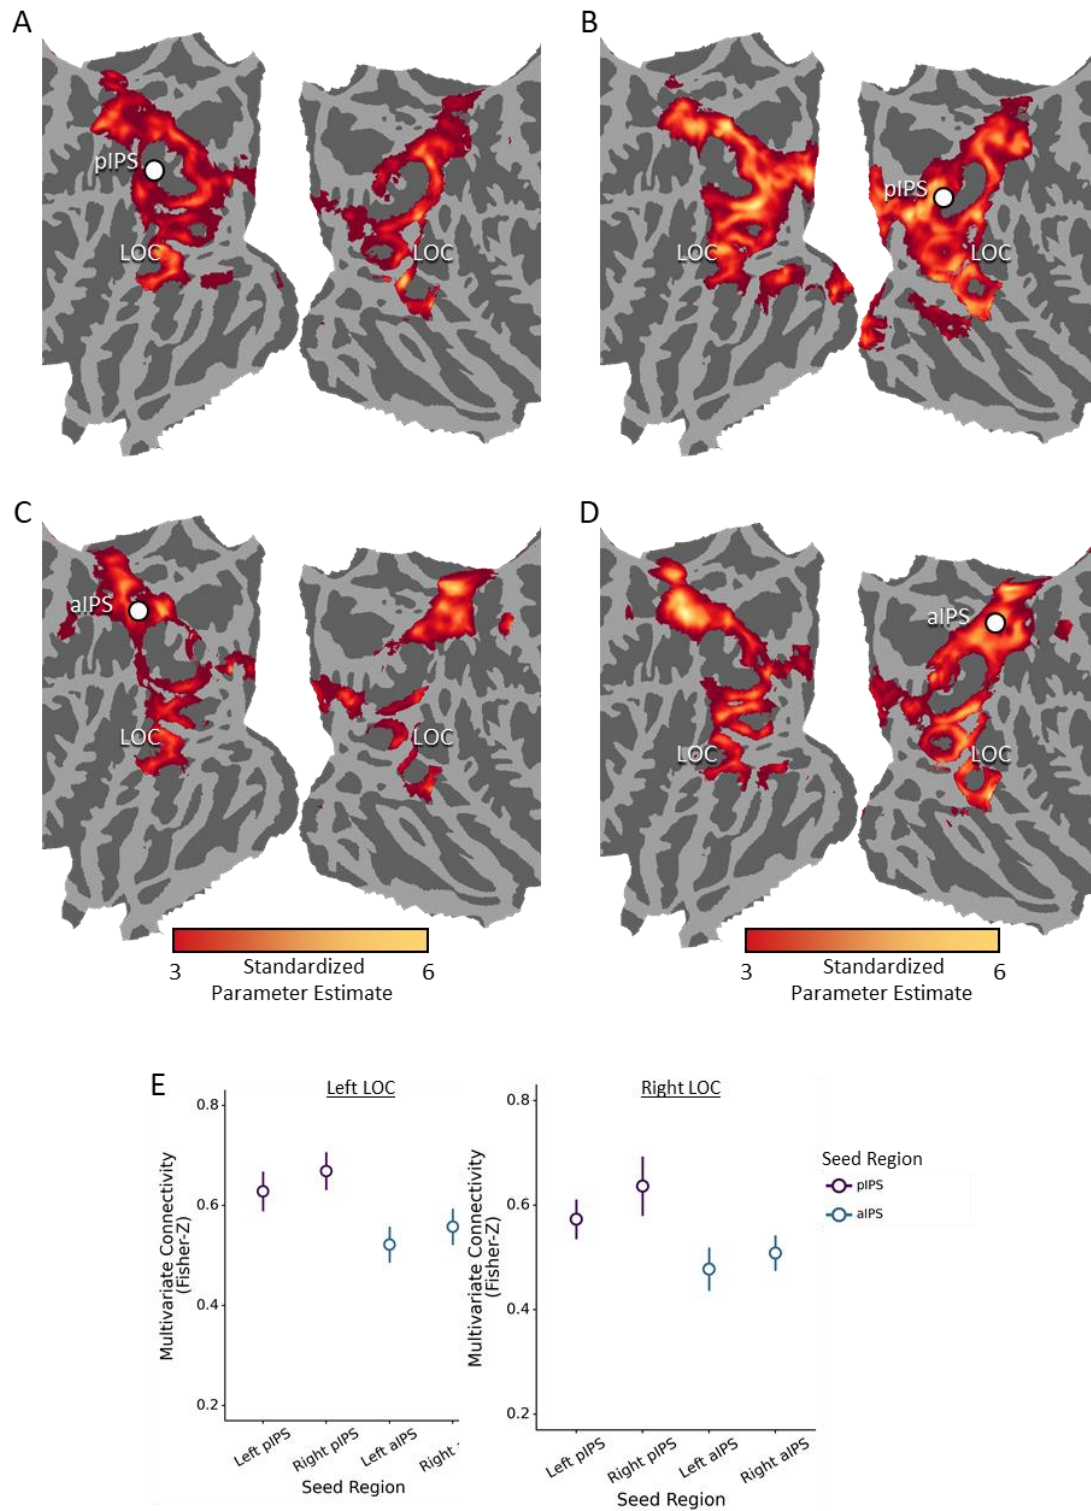 A
B
pIPS
pIPS
LOC
LOC
LOC
LOC
C
D
aIPS
aIPS
LOC
LOC
LOC
LOC
3
Standardized
Parameter Estimate
6
3
Standardized
Parameter Estimate
6
E
Left LOC
Multivariate Connectivity
(Fisher-Z)
0.8
0.6
0.4
0.2
Left pIPS
Right pIPS
Left aIPS
Right
Seed Region
Right LOC
Multivariate Connectivity
(Fisher-Z)
0.8
0.6
0.4
0.2
Left pIPS
Right pIPS
Left aIPS
Right aIPS
Seed Region
Seed Region
pIPS
aIPS